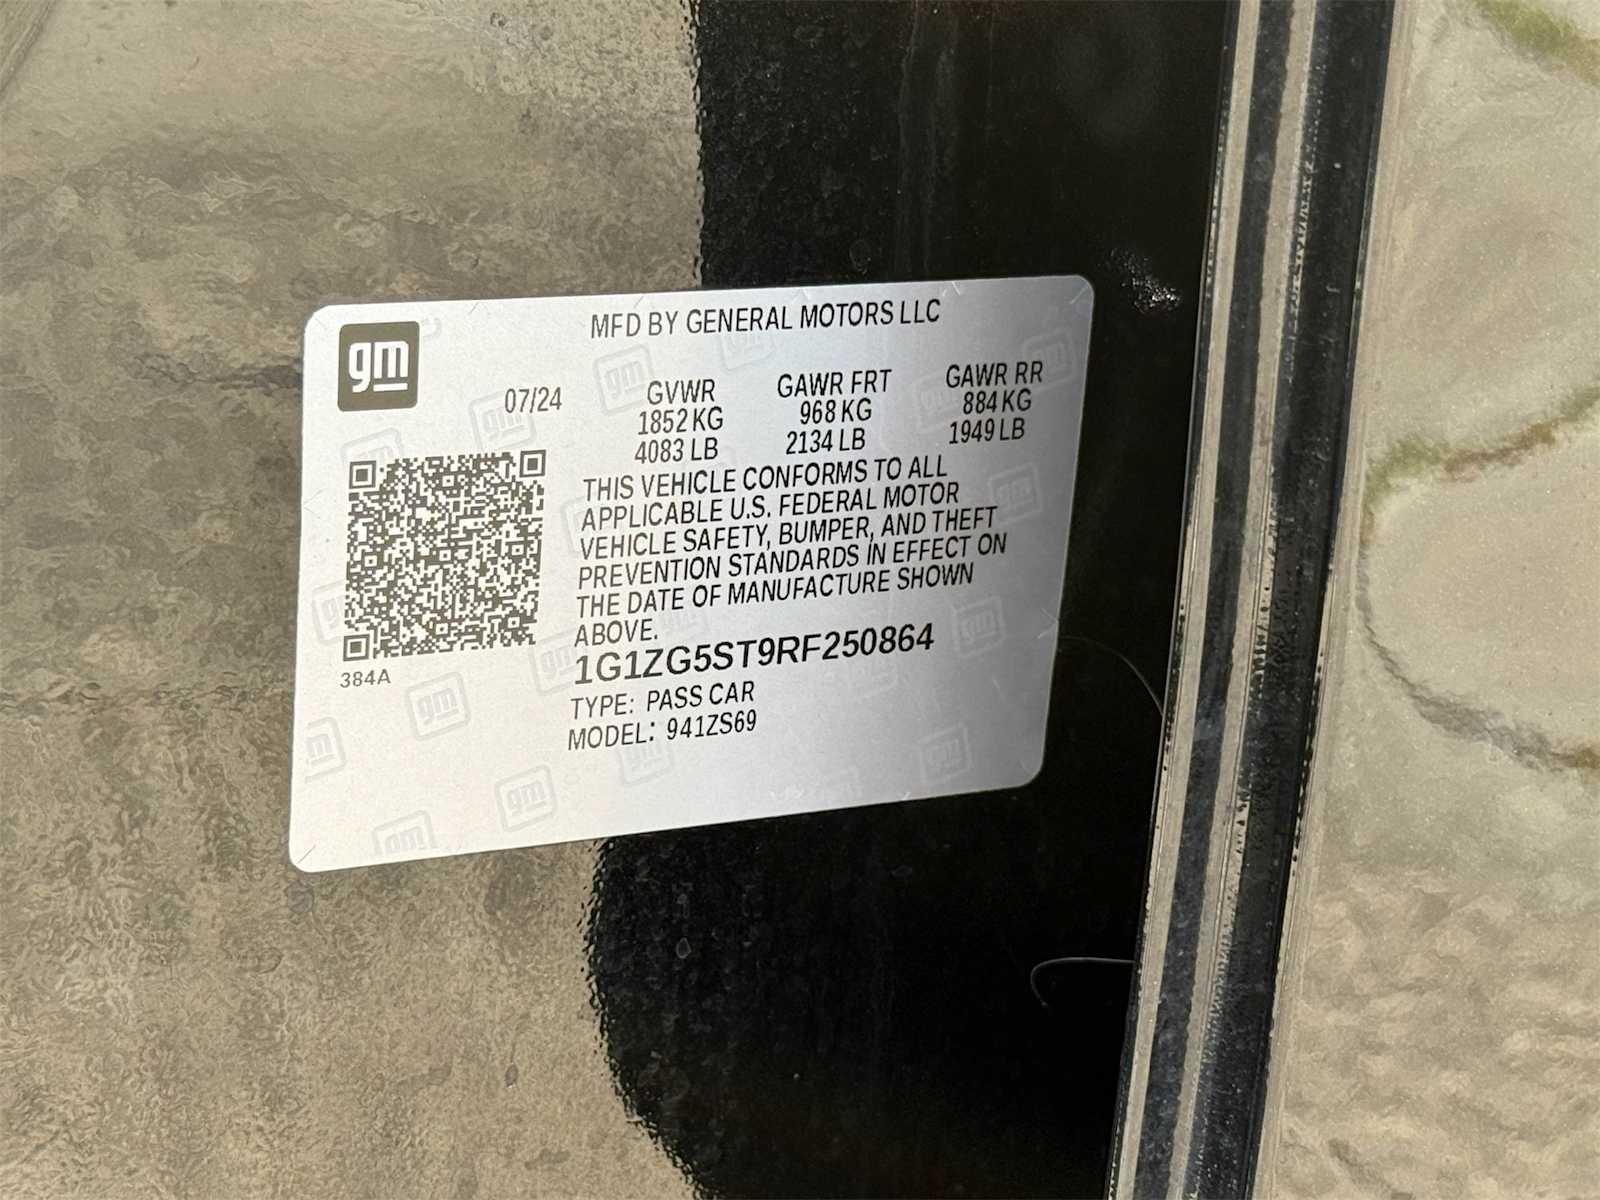 gm
MFD BY GENERAL MOTORS LLC
07/24 GVWR GAWR FRT GAWR RR
1852 KG 968 KG 884 KG
4083 LB 2134 LB 1949 LB
THIS VEHICLE CONFORMS TO ALL
APPLICABLE U.S. FEDERAL MOTOR
VEHICLE SAFETY, BUMPER, AND THEFT
PREVENTION STANDARDS IN EFFECT ON
THE DATE OF MANUFACTURE SHOWN
ABOVE.
1G1ZG5ST9RF250864
384A
TYPE: PASS CAR
MODEL: 941ZS69